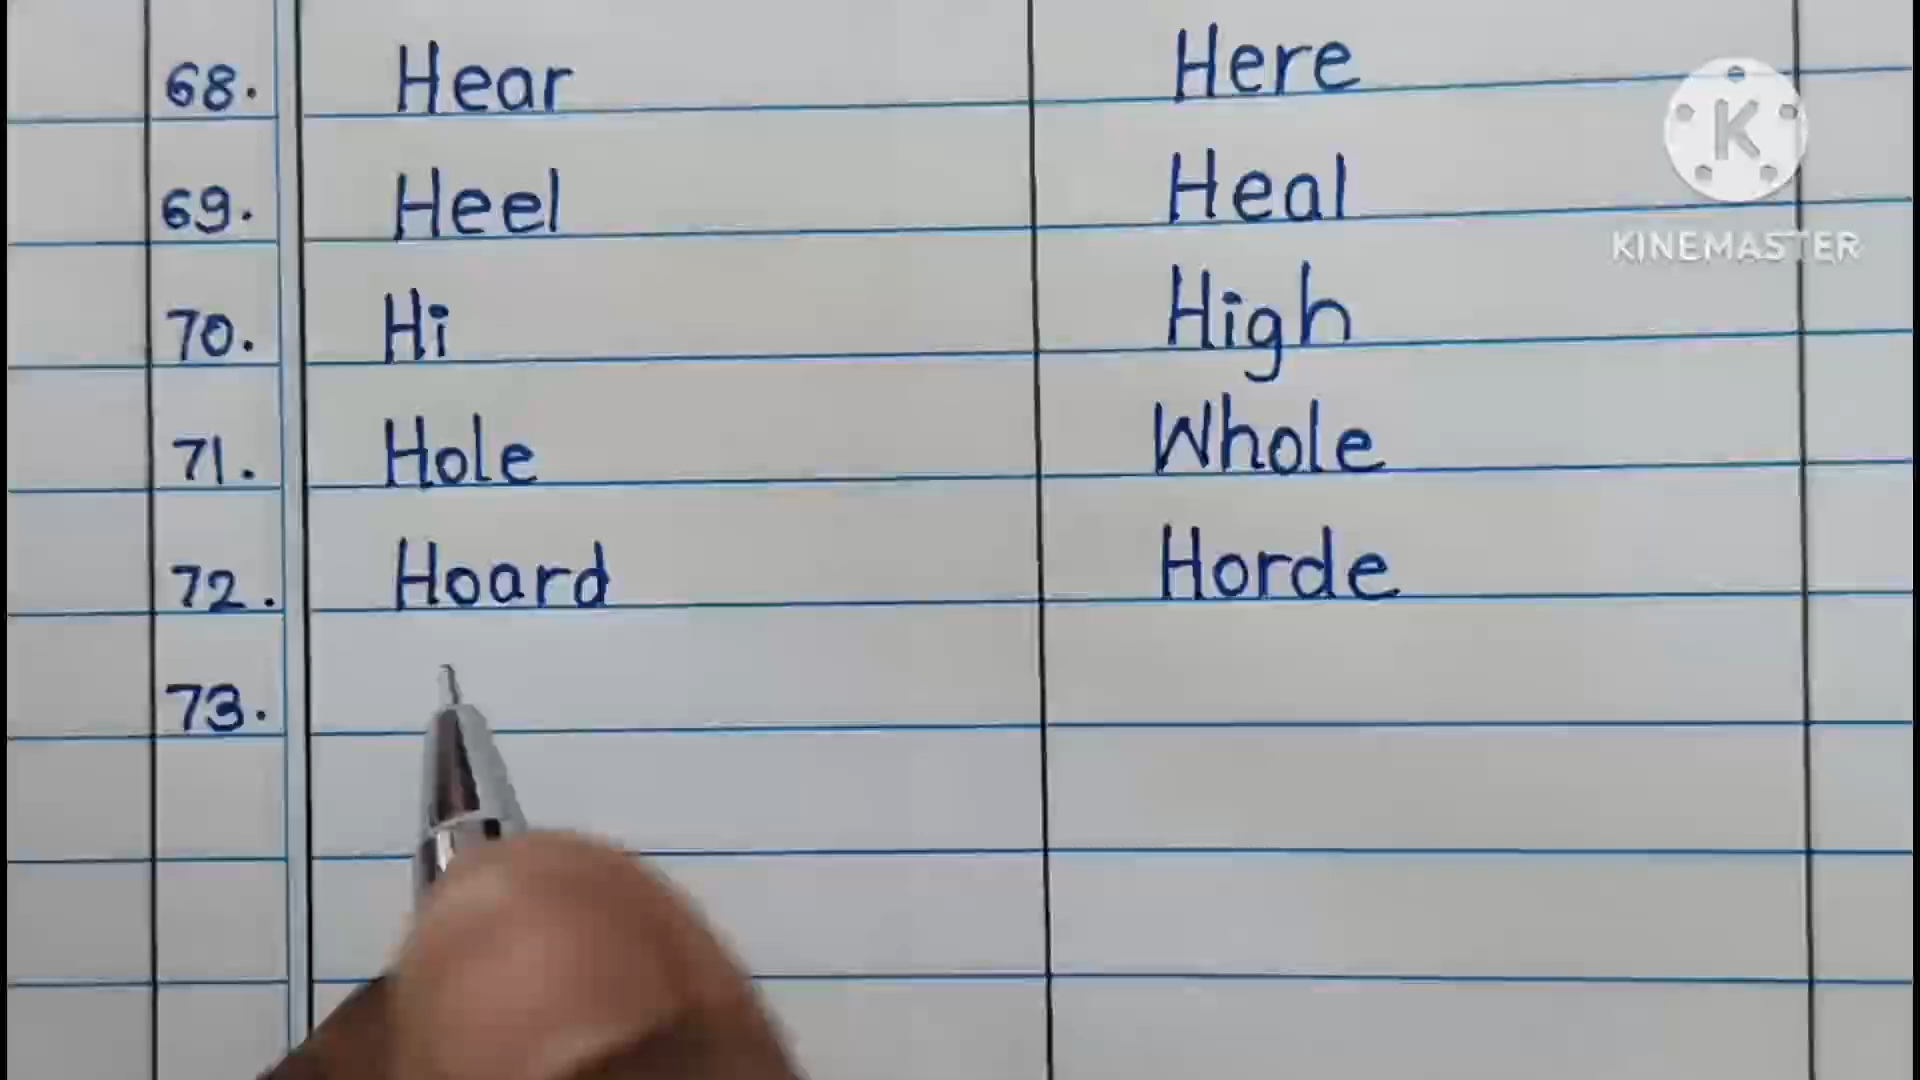 68. Hear Here
69. Heel Heal
70. Hi High
71. Hole Whole
72. Hoard Horde
73.
K
KINEMASTER